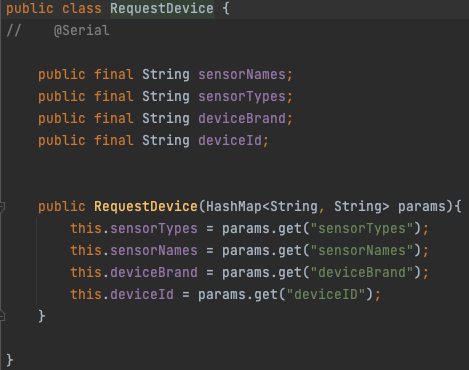 public class RequestDevice {
//    @Serial
public final String sensorNames;
public final String sensorTypes;
public final String deviceBrand;
public final String deviceId;
public RequestDevice(HashMap<String, String> params){
this.sensorTypes = params.get("sensorTypes");
this.sensorNames = params.get("sensorNames");
this.deviceBrand = params.get("deviceBrand");
this.deviceId = params.get("deviceID");
}
}